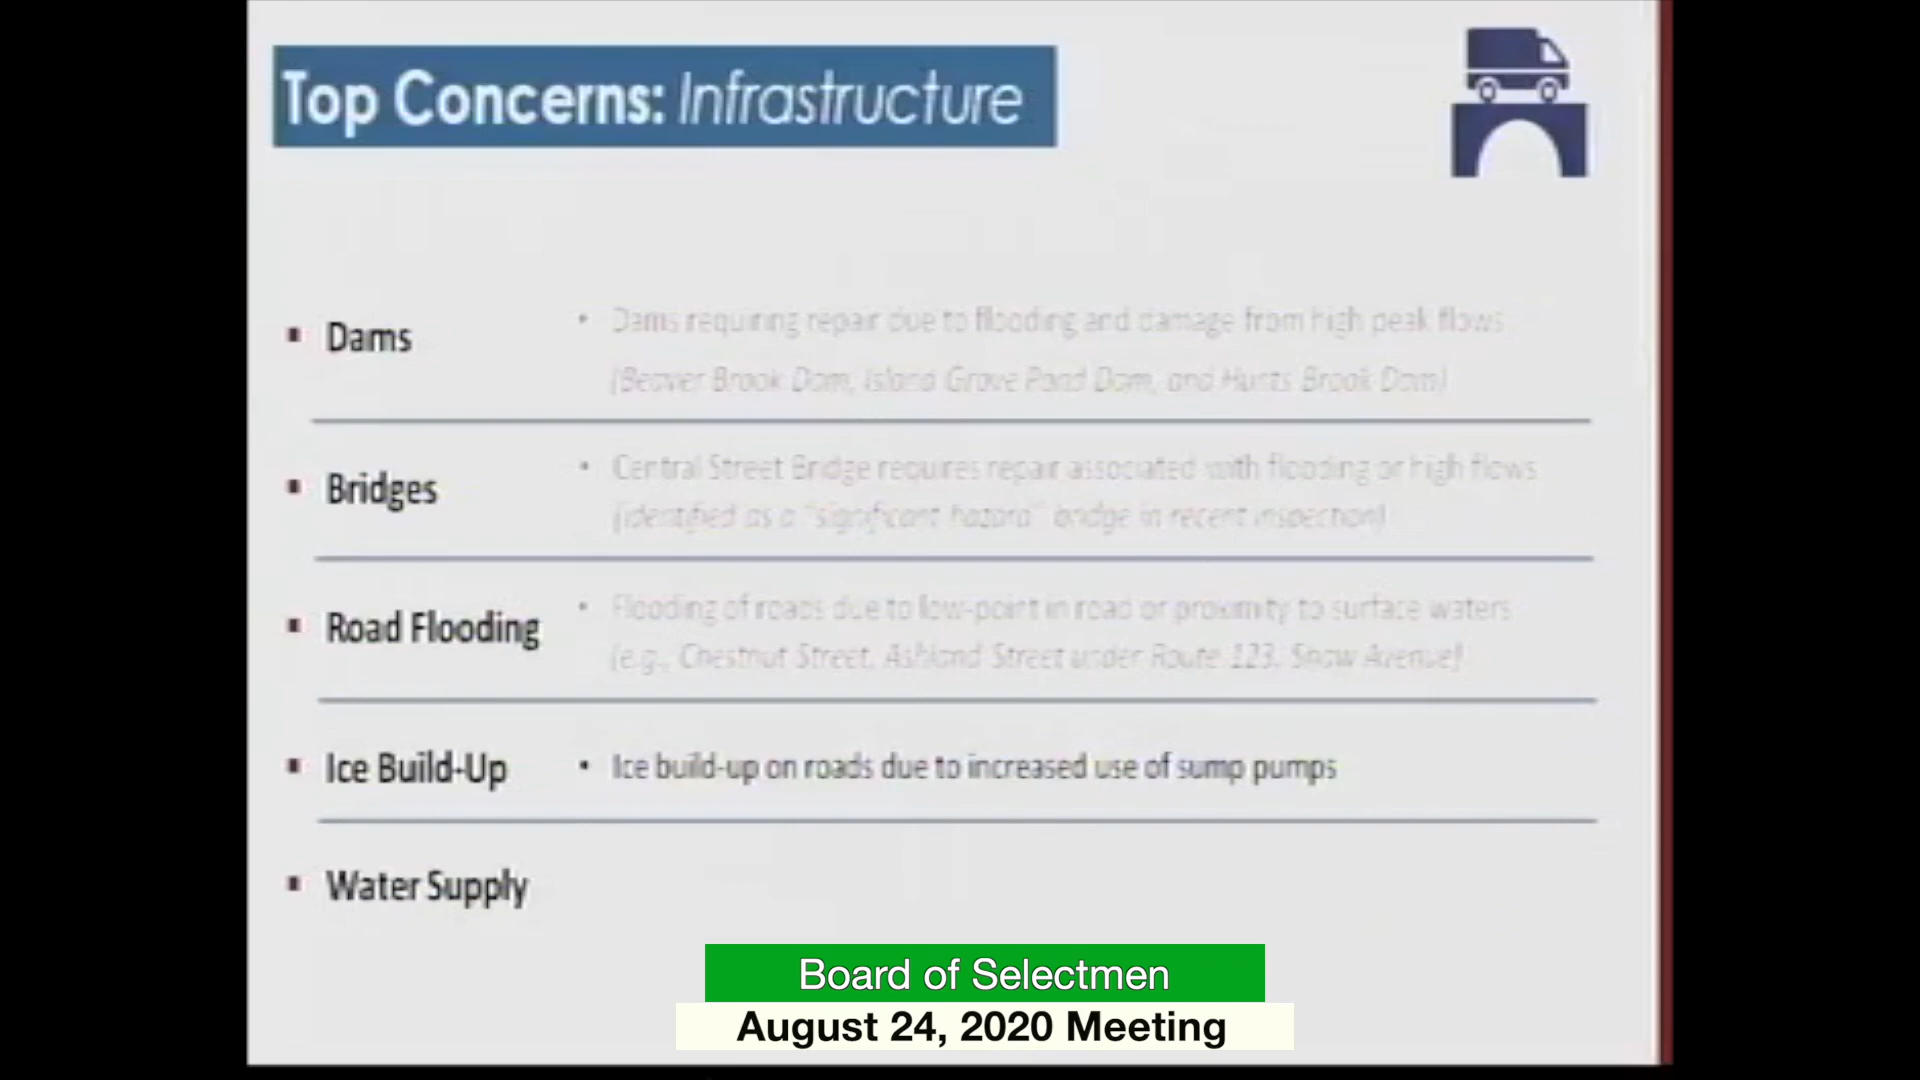 Top Concerns: Infrastructure
▪ Dams
• Dams requiring repair due to flooding and damage from high peak flows
(Beaver Brook Dam, Island Grove Pond Dam, and Hunts Brook Dam)
▪ Bridges
• Central Street Bridge requires repair associated with flooding or high flows
(identified as a "significant hazard" bridge in recent inspection)
▪ Road Flooding
• Flooding of roads due to low-point in road or proximity to surface waters
(e.g., Chestnut Street, Ashland Street under Route 123, Snow Avenue)
▪ Ice Build-Up
• Ice build-up on roads due to increased use of sump pumps
▪ Water Supply
Board of Selectmen
August 24, 2020 Meeting